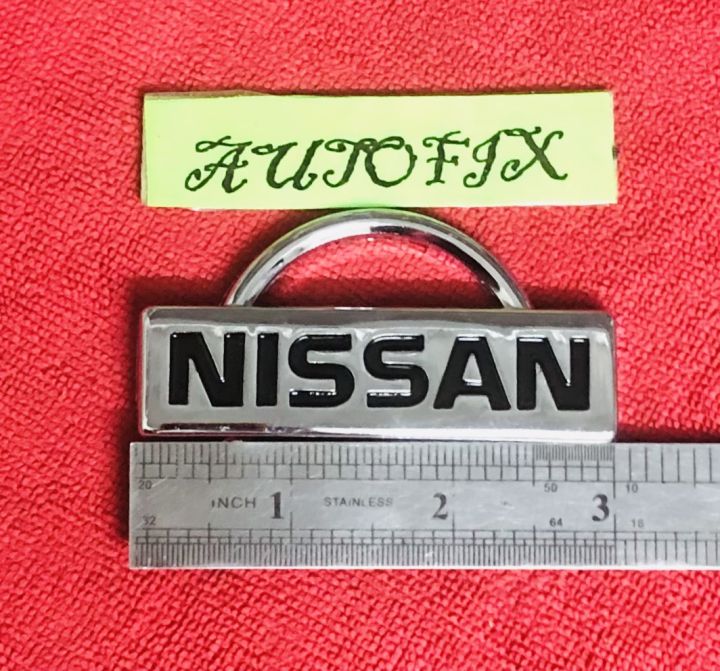 AUTOFIX
NISSAN
20 50 10
INCH 1 STAINLESS 2 3
32 64 16